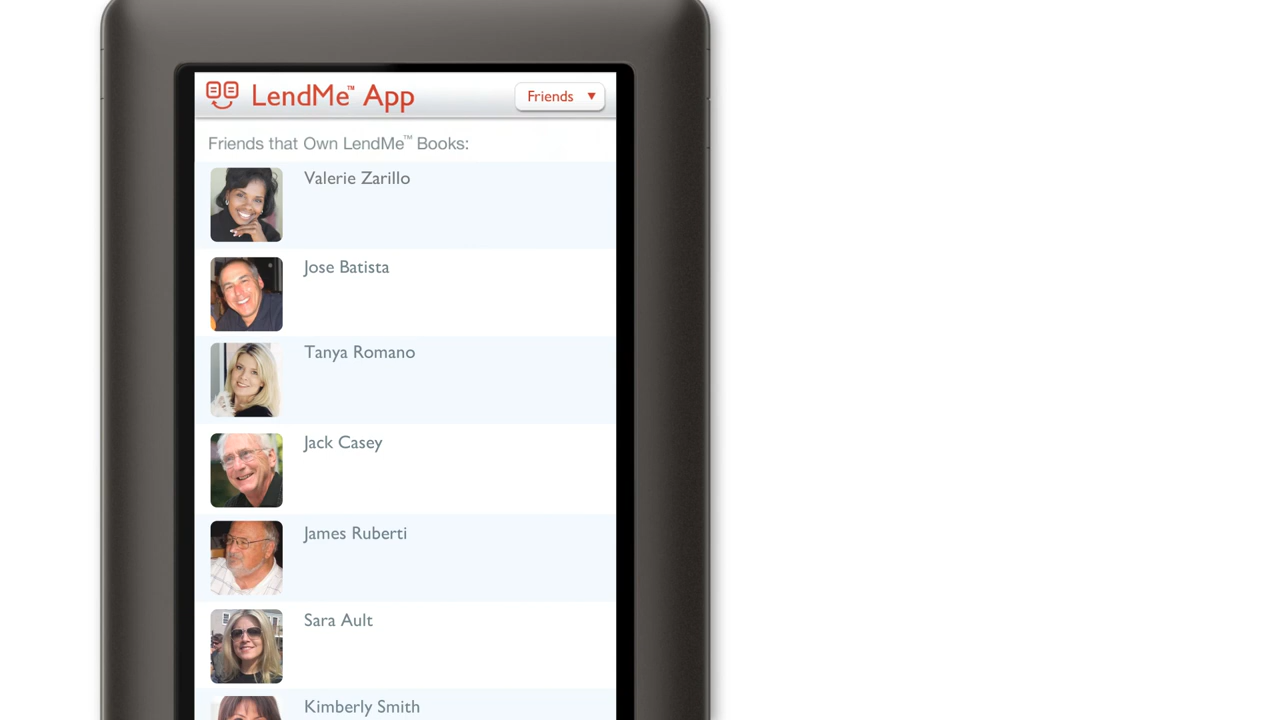 LendMe™ App
Friends ▼
Friends that Own LendMe™ Books:
Valerie Zarillo
Jose Batista
Tanya Romano
Jack Casey
James Ruberti
Sara Ault
Kimberly Smith